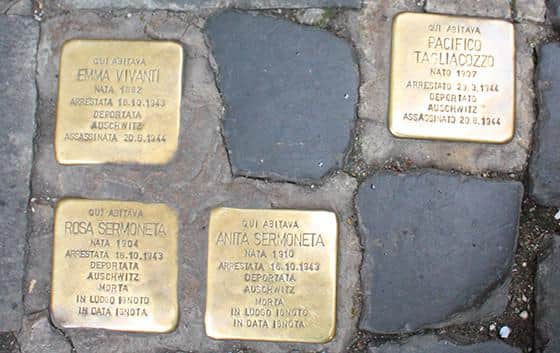 QUI ABITAVA
EMMA VIVANTI
NATA 1882
ARRESTATA 16.10.1943
DEPORTATA
AUSCHWITZ
ASSASSINATA 20.6.1944
QUI ABITAVA
PACIFICO
TAGLIACOZZO
NATO 1907
ARRESTATO 23.3.1944
DEPORTATO
AUSCHWITZ
ASSASSINATO 20.6.1944
QUI ABITAVA
ROSA SERMONETA
NATA 1904
ARRESTATA 16.10.1943
DEPORTATA
AUSCHWITZ
MORTA
IN LUOGO IGNOTO
IN DATA IGNOTA
QUI ABITAVA
ANITA SERMONETA
NATA 1910
ARRESTATA 16.10.1943
DEPORTATA
AUSCHWITZ
MORTA
IN LUOGO IGNOTO
IN DATA IGNOTA